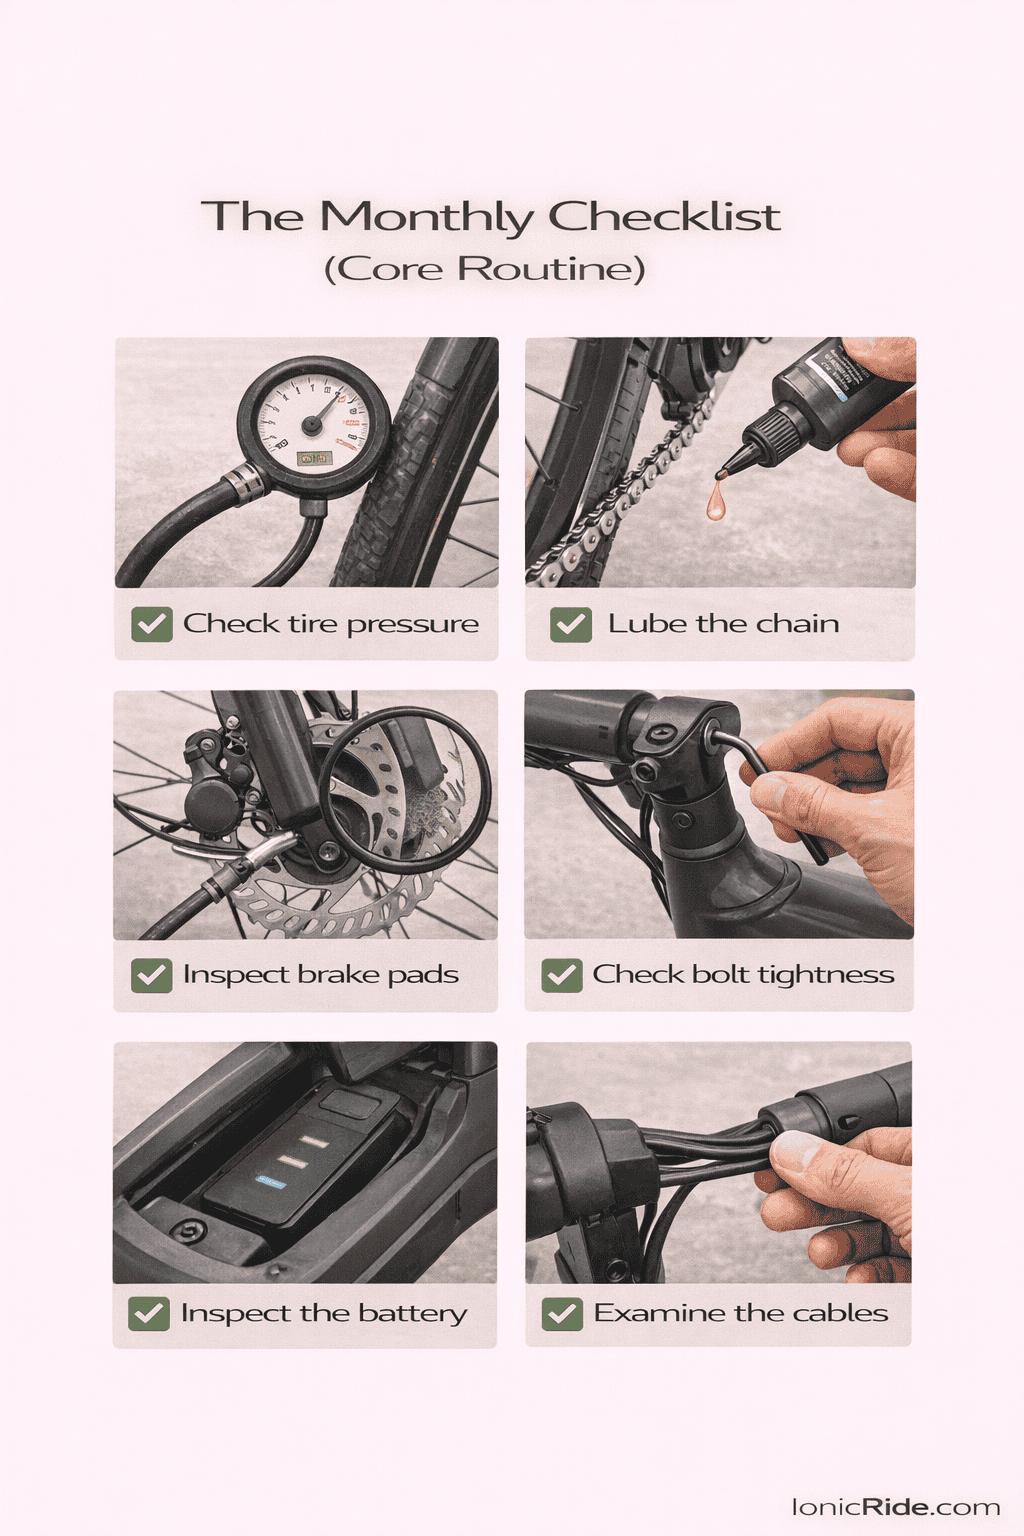 The Monthly Checklist
(Core Routine)
Check tire pressure
Lube the chain
Inspect brake pads
Check bolt tightness
Inspect the battery
Examine the cables
IonicRide.com